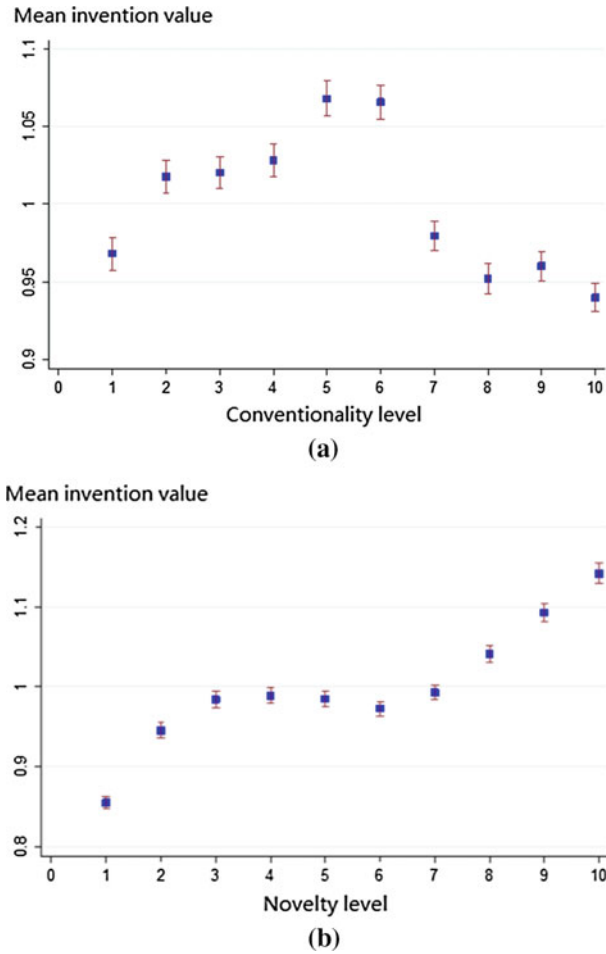 Mean invention value
1.1
1.05
1
0.95
0.9
0 1 2 3 4 5 6 7 8 9 10
Conventionality level
(a)
Mean invention value
1.2
1.1
1
0.9
0.8
0 1 2 3 4 5 6 7 8 9 10
Novelty level
(b)